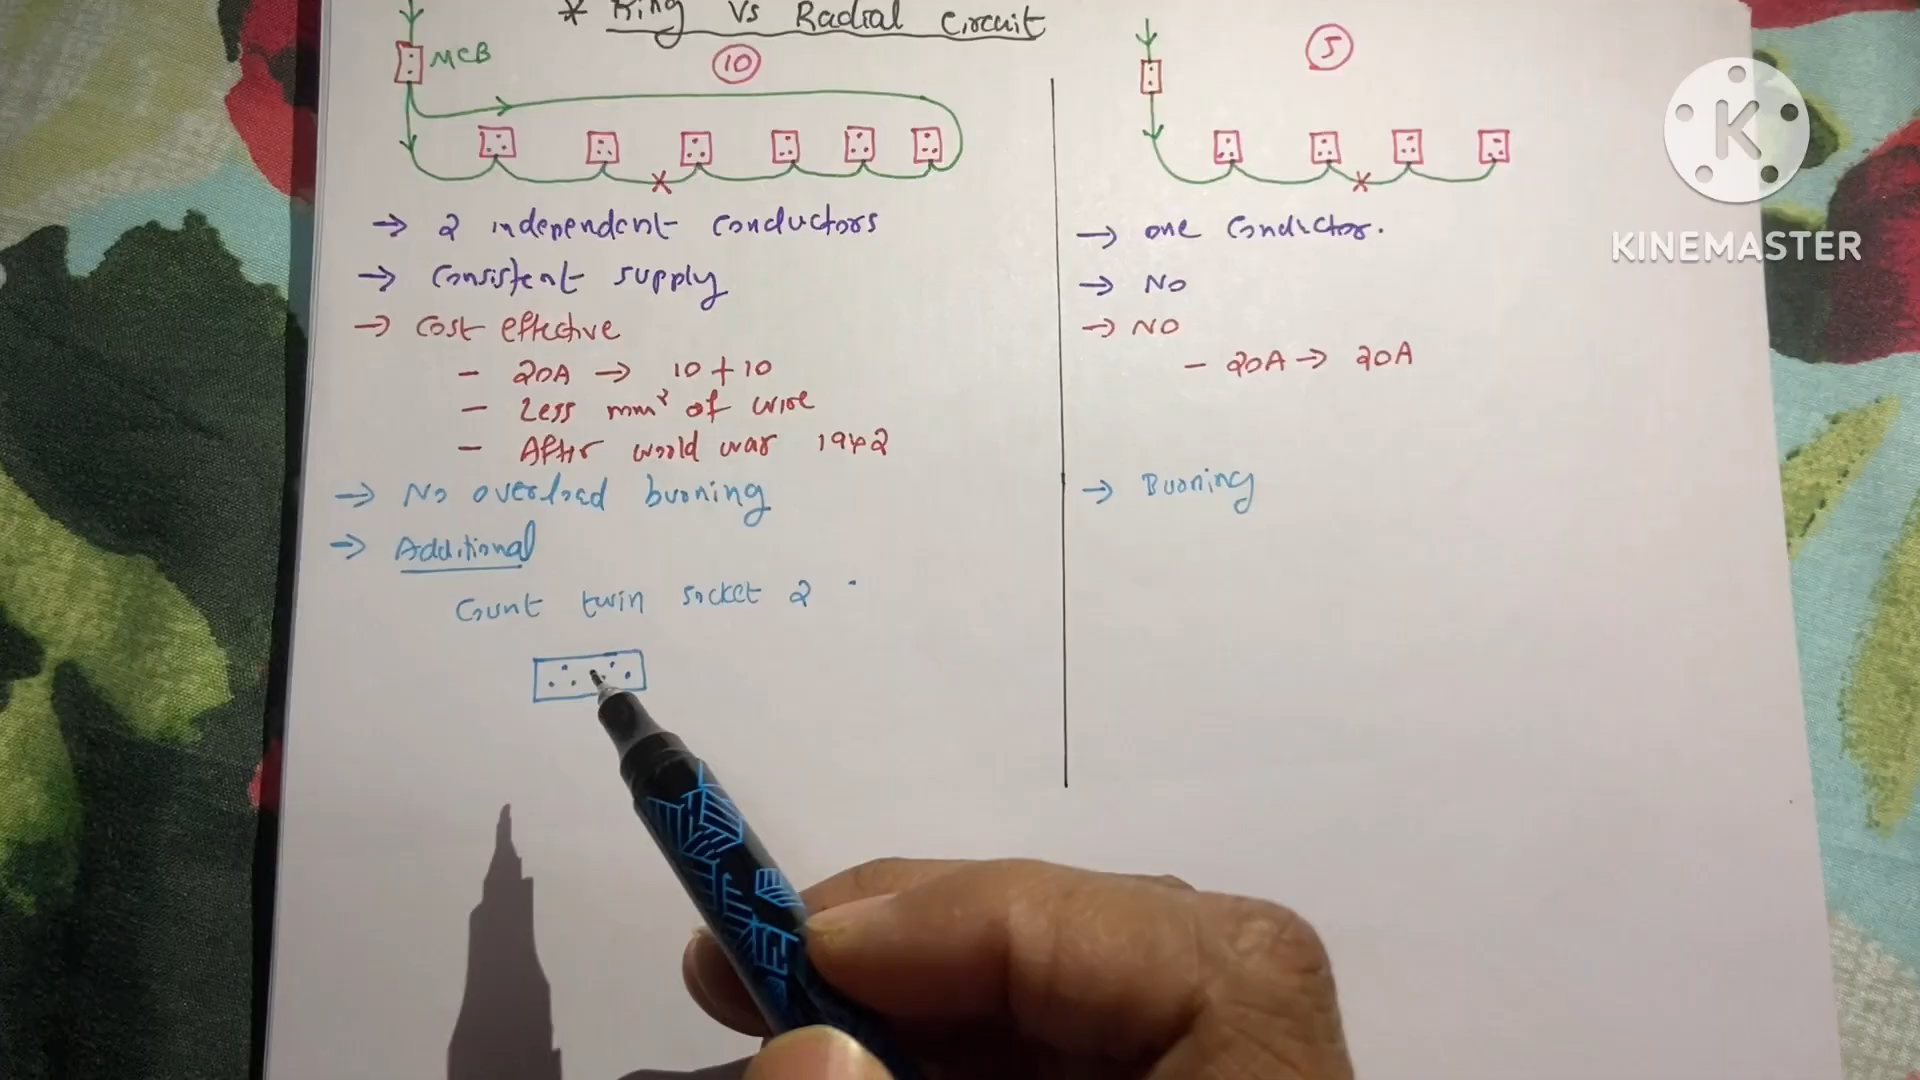 * Ring Vs Radial Circuit
MCB
10
5
→ 2 independent conductors
→ Consistent supply
→ Cost effective
- 20A → 10 + 10
- Less mm² of wire
- After world war 1942
→ No overload burning
→ Additional
Count twin socket 2
→ one Conductor.
→ No
→ NO
- 20A → 20A
→ Burning
K
KINEMASTER